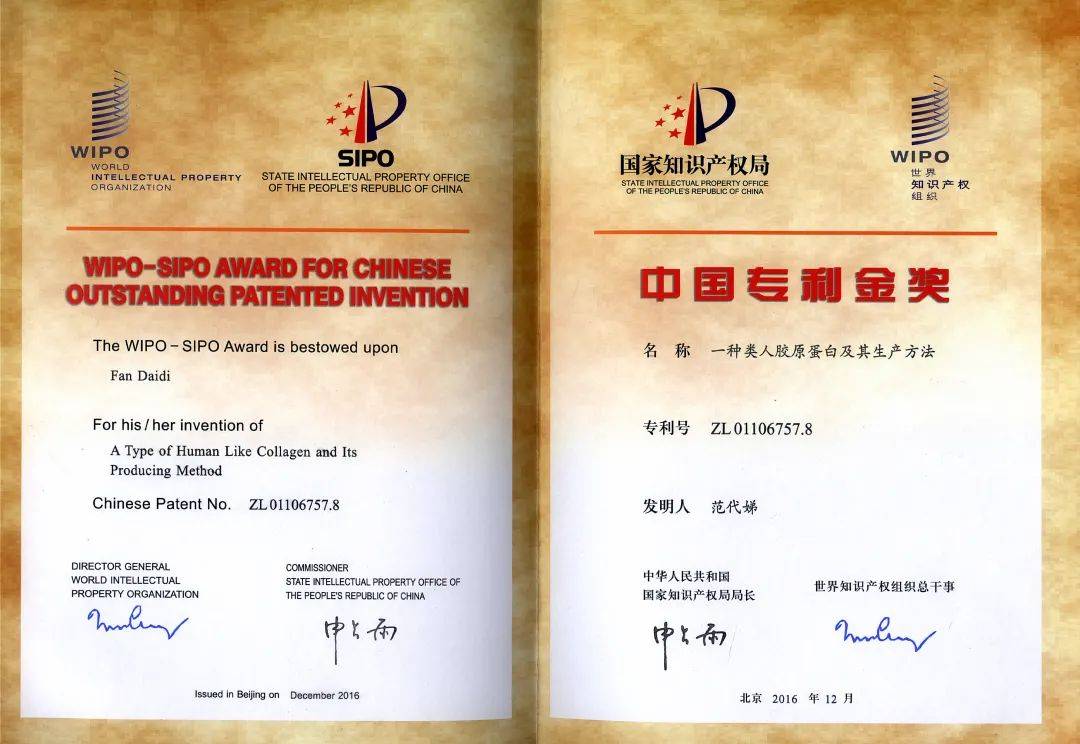 WIPO
WORLD
INTELLECTUAL PROPERTY
ORGANIZATION
SIPO
STATE INTELLECTUAL PROPERTY OFFICE
OF THE PEOPLE'S REPUBLIC OF CHINA
WIPO-SIPO AWARD FOR CHINESE
OUTSTANDING PATENTED INVENTION
The WIPO-SIPO Award is bestowed upon
Fan Daidi
For his/her invention of
A Type of Human Like Collagen and Its
Producing Method
Chinese Patent No. ZL01106757.8
DIRECTOR GENERAL
WORLD INTELLECTUAL
PROPERTY ORGANIZATION
COMMISSIONER
STATE INTELLECTUAL PROPERTY OFFICE OF
THE PEOPLE'S REPUBLIC OF CHINA
申长雨
Issued in Beijing on December 2016
国家知识产权局
STATE INTELLECTUAL PROPERTY OFFICE
OF THE PEOPLE'S REPUBLIC OF CHINA
WIPO
世界
知识产权
组织
中国专利金奖
名 称 一种类人胶原蛋白及其生产方法
专利号 ZL01106757.8
发明人 范代娣
中华人民共和国
国家知识产权局局长
世界知识产权组织总干事
申长雨
北京 2016 年 12 月